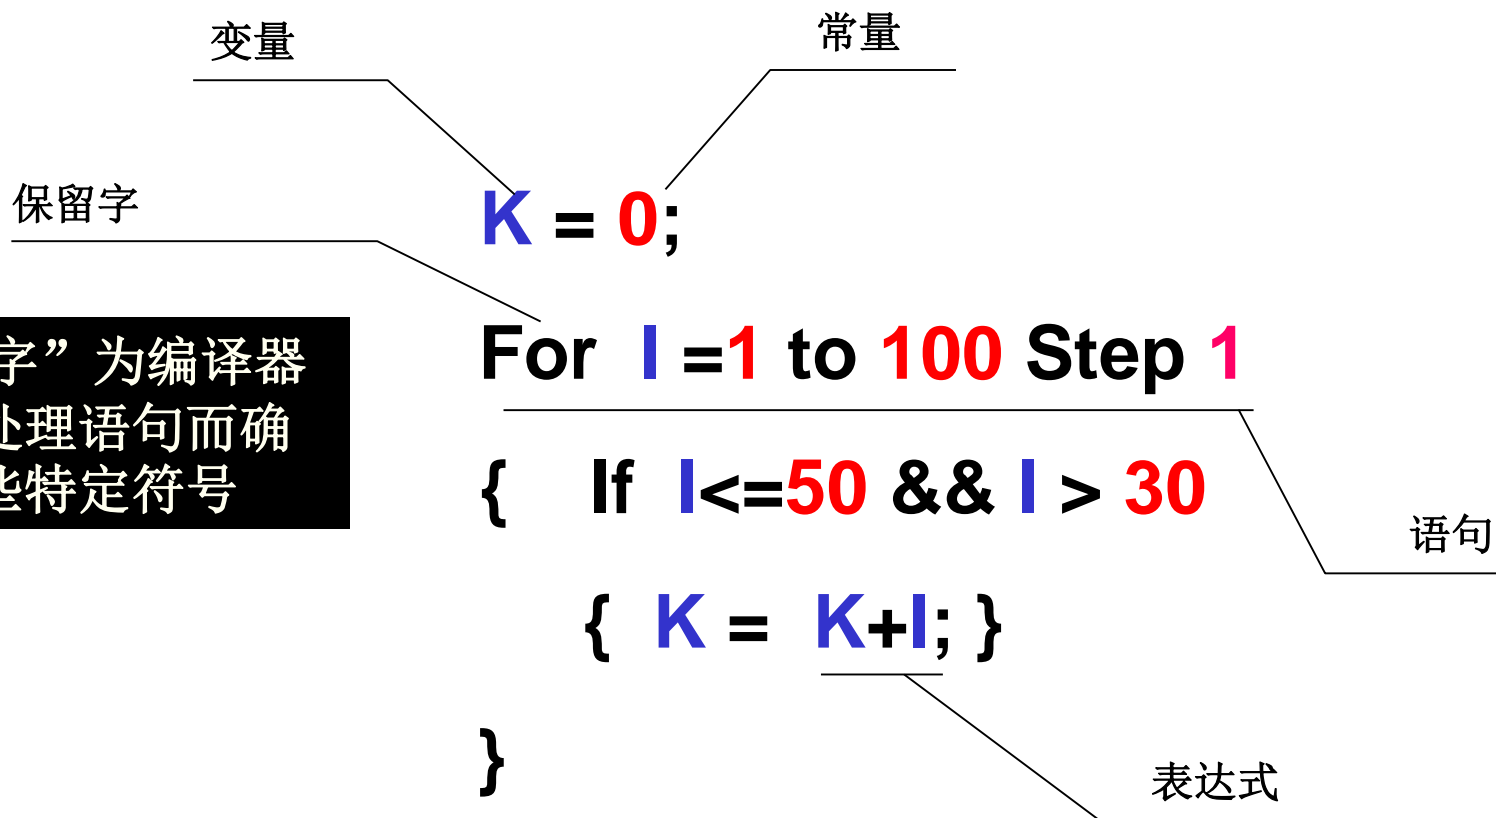 变量
常量
保留字
K = 0;
For I =1 to 100 Step 1
字”为编译器
处理语句而确
些特定符号
{ If I<=50 && I > 30
语句
{ K = K+I; }
}
表达式